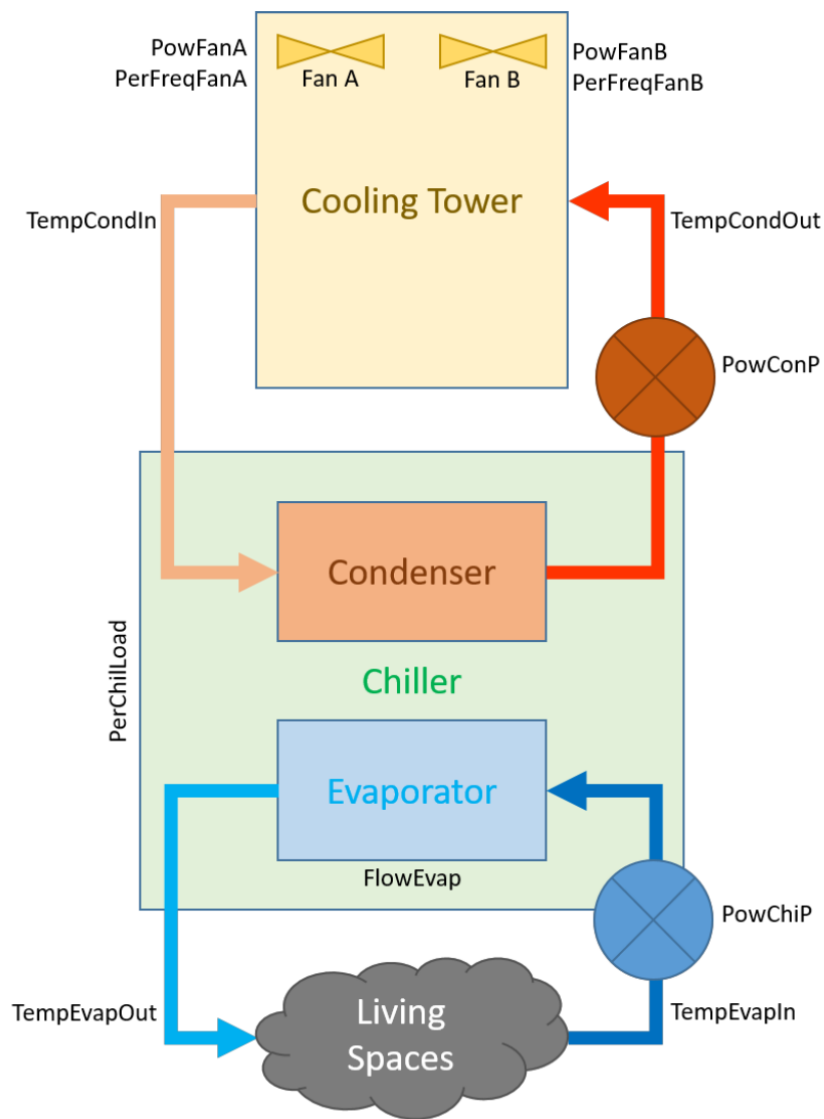 PowFanA
PerFreqFanA
Fan A
Fan B
PowFanB
PerFreqFanB
Cooling Tower
TempCondIn
TempCondOut
PowConP
Condenser
Chiller
PerChilLoad
Evaporator
FlowEvap
PowChiP
TempEvapOut
Living
Spaces
TempEvapIn